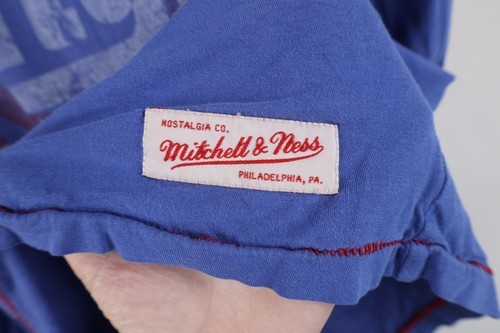 NOSTALGIA CO.
Mitchell & Ness
PHILADELPHIA, PA.